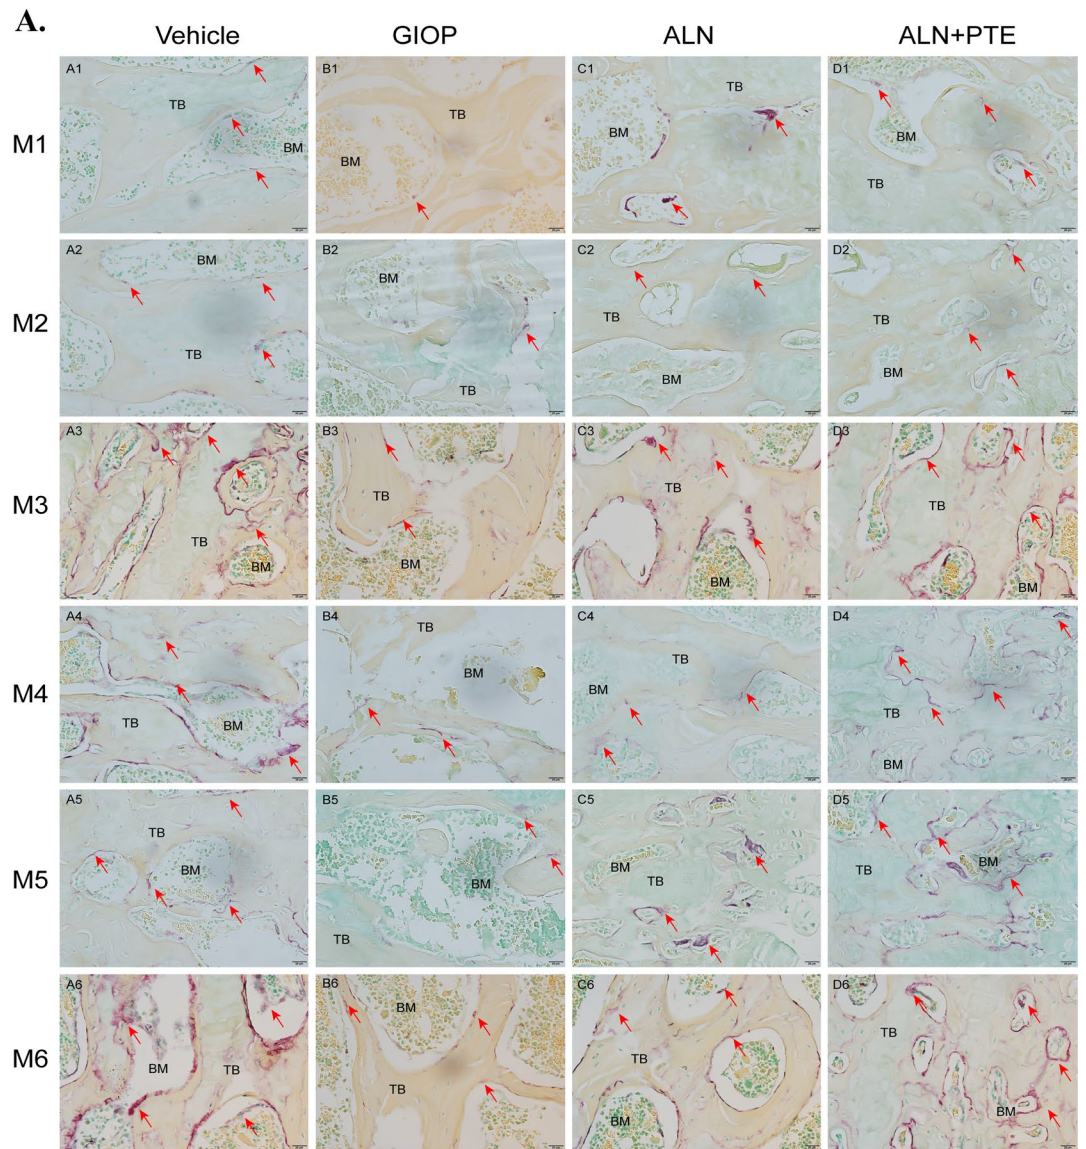 A.
Vehicle GIOP ALN ALN+PTE
M1
A1 TB BM
B1 TB BM
C1 TB BM
D1 BM TB
M2
A2 BM TB
B2 BM TB
C2 TB BM
D2 TB BM
M3
A3 TB BM
B3 TB BM
C3 TB BM
D3 TB BM
M4
A4 TB BM
B4 TB BM
C4 TB BM
D4 TB BM
M5
A5 TB BM
B5 BM TB
C5 BM TB
D5 BM TB
M6
A6 BM TB
B6 BM TB
C6 TB BM
D6 TB BM